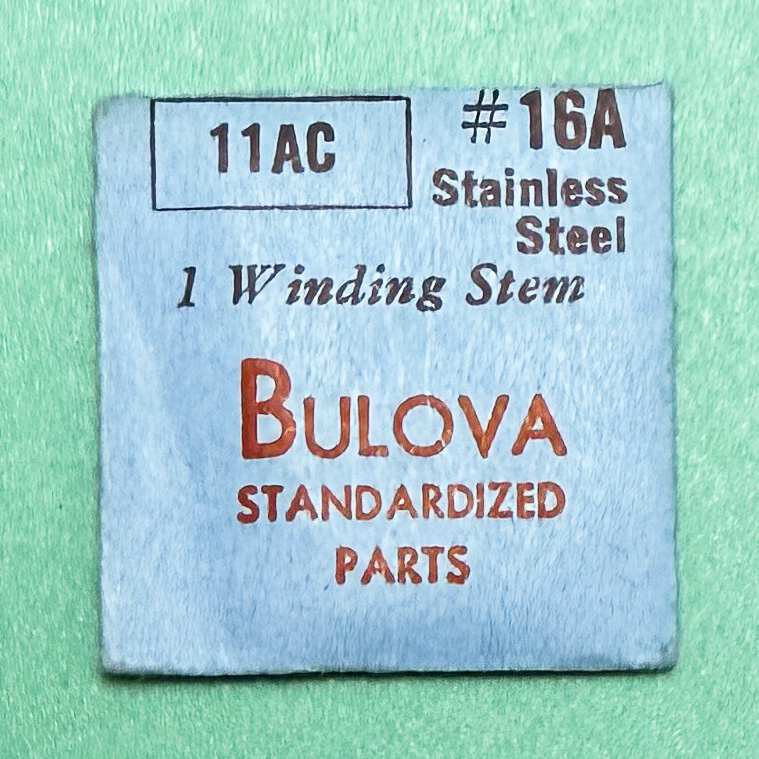 11AC
#16A
Stainless
Steel
1 Winding Stem
BULOVA
STANDARDIZED
PARTS